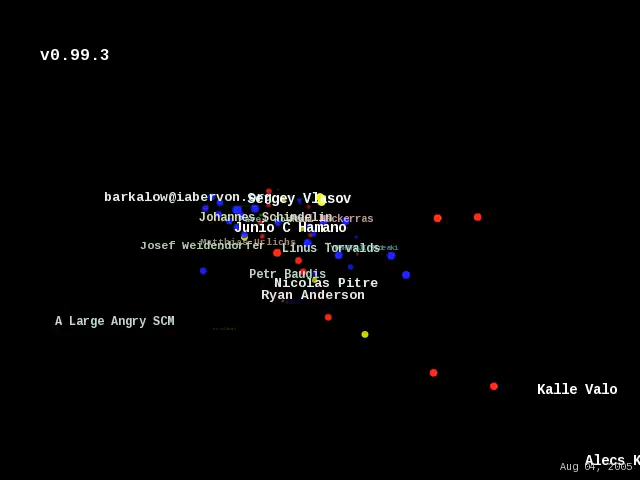 v0.99.3
barkalow@iabervon.org
Sergey Vlasov
Johannes Schindelin
Junio C Hamano
Josef Weidendorfer
Linus Torvalds
Petr Baudis
Nicolas Pitre
Ryan Anderson
A Large Angry SCM
Kalle Valo
Alecs K
Aug 04, 2005